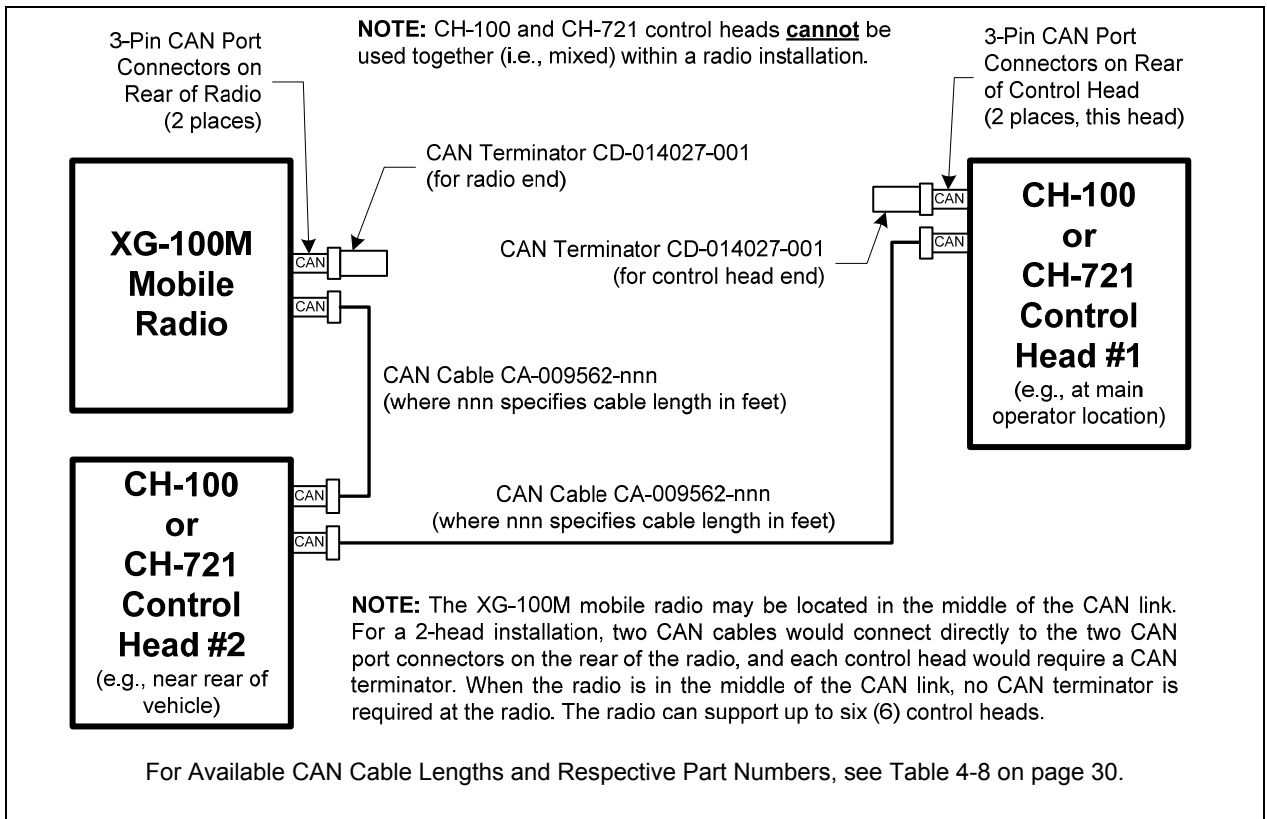 NOTE: CH-100 and CH-721 control heads cannot be
used together (i.e., mixed) within a radio installation.
3-Pin CAN Port
Connectors on
Rear of Radio
(2 places)
3-Pin CAN Port
Connectors on Rear
of Control Head
(2 places, this head)
CAN Terminator CD-014027-001
(for radio end)
XG-100M
Mobile
Radio
CAN
CAN
CAN Terminator CD-014027-001
(for control head end)
CAN
CAN
CH-100
or
CH-721
Control
Head #1
(e.g., at main
operator location)
CAN Cable CA-009562-nnn
(where nnn specifies cable length in feet)
CH-100
or
CH-721
Control
Head #2
(e.g., near rear of
vehicle)
CAN
CAN
CAN Cable CA-009562-nnn
(where nnn specifies cable length in feet)
NOTE: The XG-100M mobile radio may be located in the middle of the CAN link.
For a 2-head installation, two CAN cables would connect directly to the two CAN
port connectors on the rear of the radio, and each control head would require a CAN
terminator. When the radio is in the middle of the CAN link, no CAN terminator is
required at the radio. The radio can support up to six (6) control heads.
For Available CAN Cable Lengths and Respective Part Numbers, see Table 4-8 on page 30.